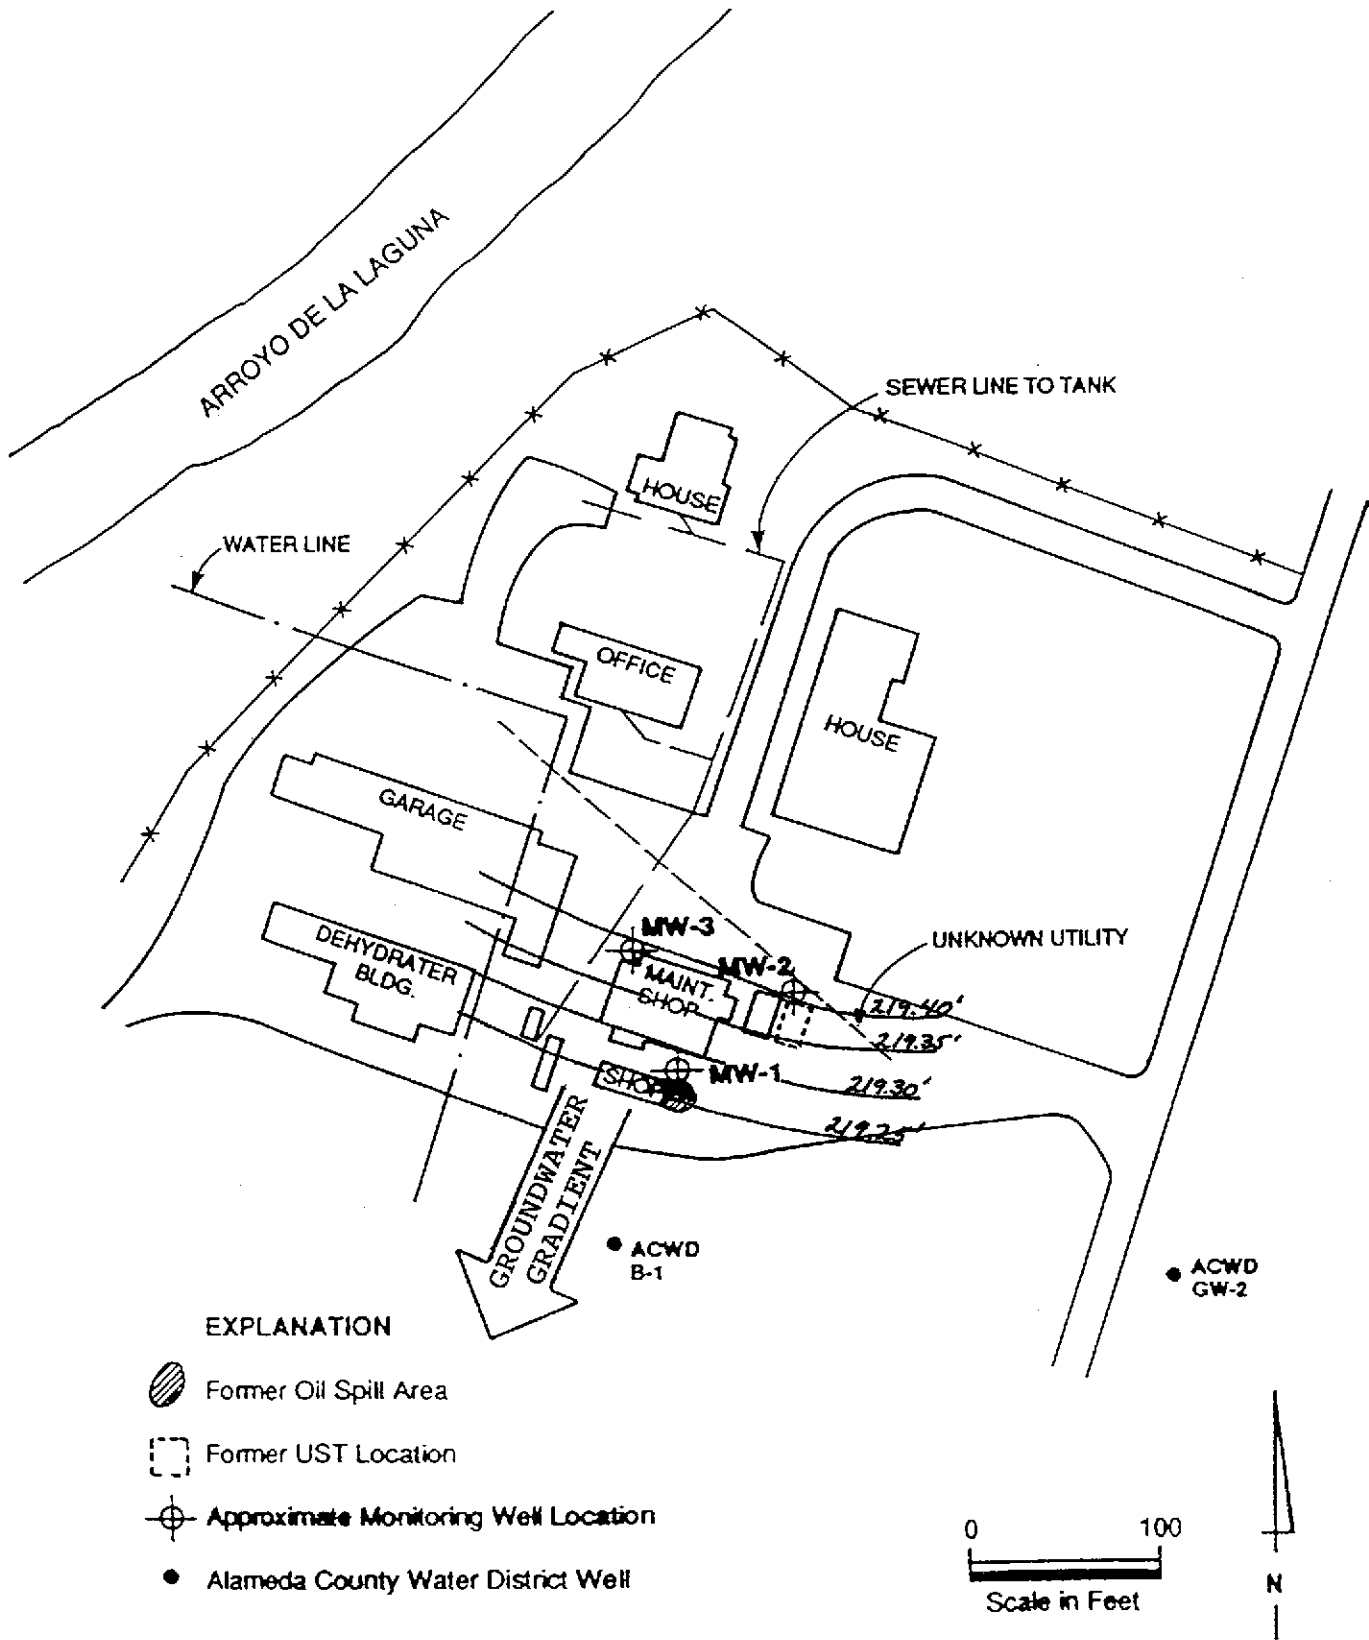 ARROYO DE LA LAGUNA
SEWER LINE TO TANK
HOUSE
WATER LINE
OFFICE
HOUSE
GARAGE
MW-3
UNKNOWN UTILITY
DEHYDRATER
BLDG.
MW-2
MAINT.
SHOP
219.40'
219.35'
MW-1
219.30'
SHOP
219.25'
GROUNDWATER
GRADIENT
ACWD
B-1
ACWD
GW-2
EXPLANATION
Former Oil Spill Area
Former UST Location
Approximate Monitoring Well Location
Alameda County Water District Well
0 100
Scale in Feet
N